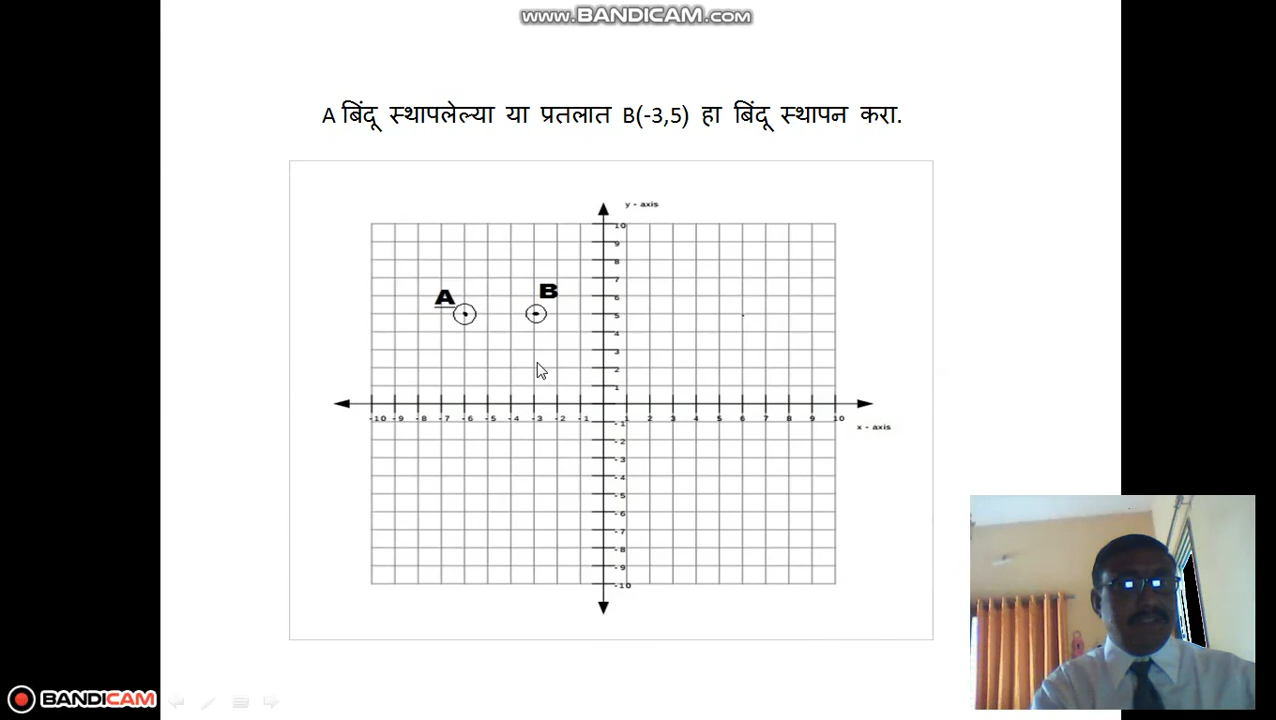 www.BANDICAM.com
A बिंदू स्थापलेल्या या प्रतलात B(-3,5) हा बिंदू स्थापन करा.
y - axis
10
9
8
7
6
5
4
3
2
1
A
B
-10 -9 -8 -7 -6 -5 -4 -3 -2 -1 1 2 3 4 5 6 7 8 9 10
x - axis
-1
-2
-3
-4
-5
-6
-7
-8
-9
-10
BANDICAM